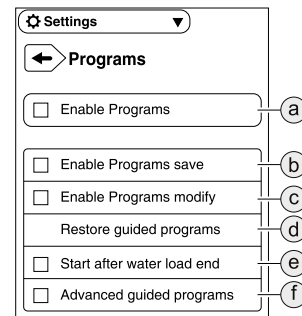 Settings
Programs
Enable Programs a
Enable Programs save b
Enable Programs modify c
Restore guided programs d
Start after water load end e
Advanced guided programs f